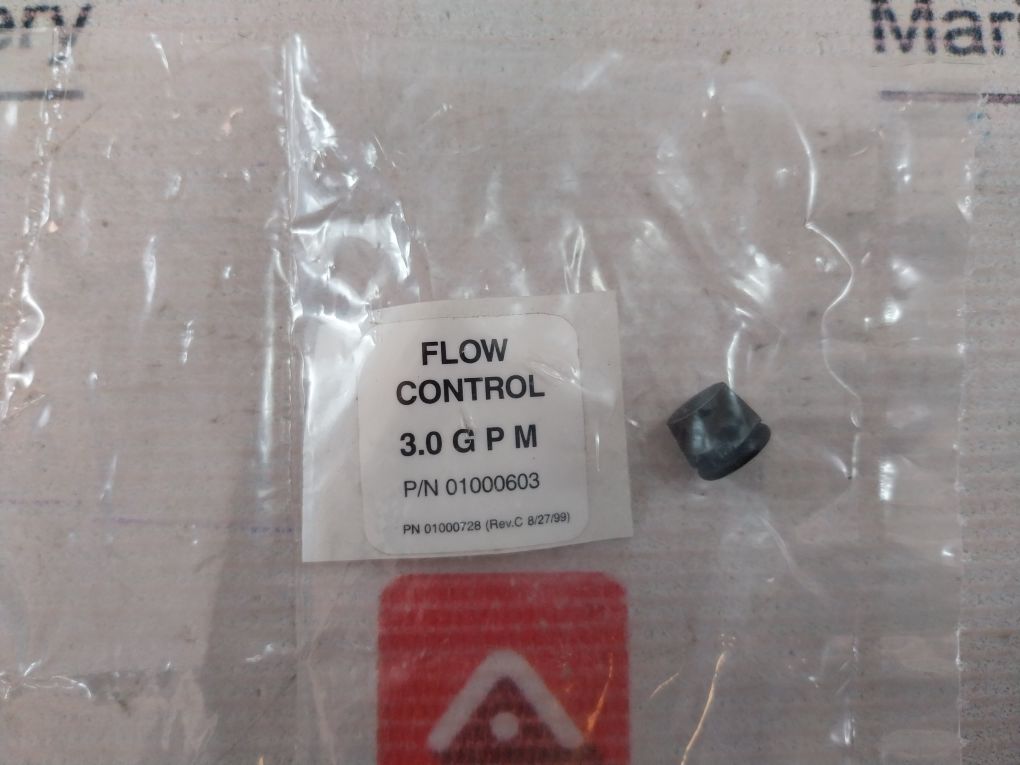 FLOW
CONTROL
3.0 G P M
P/N 01000603
PN 01000728 (Rev.C 8/27/99)